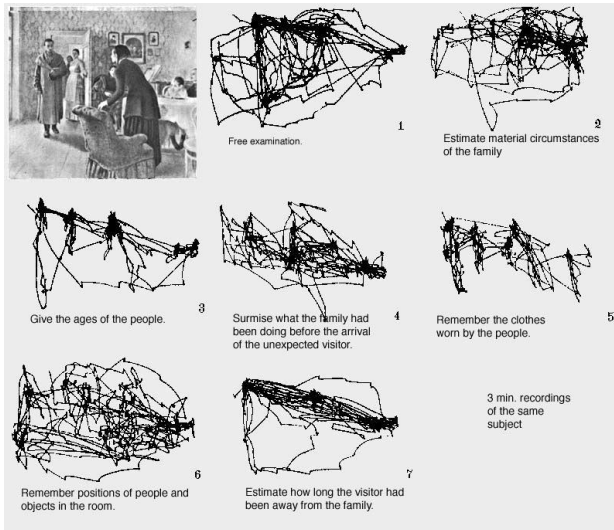 1
Free examination.
2
Estimate material circumstances
of the family
3
Give the ages of the people.
4
Surmise what the family had
been doing before the arrival
of the unexpected visitor.
5
Remember the clothes
worn by the people.
6
Remember positions of people and
objects in the room.
7
Estimate how long the visitor had
been away from the family.
3 min. recordings
of the same
subject